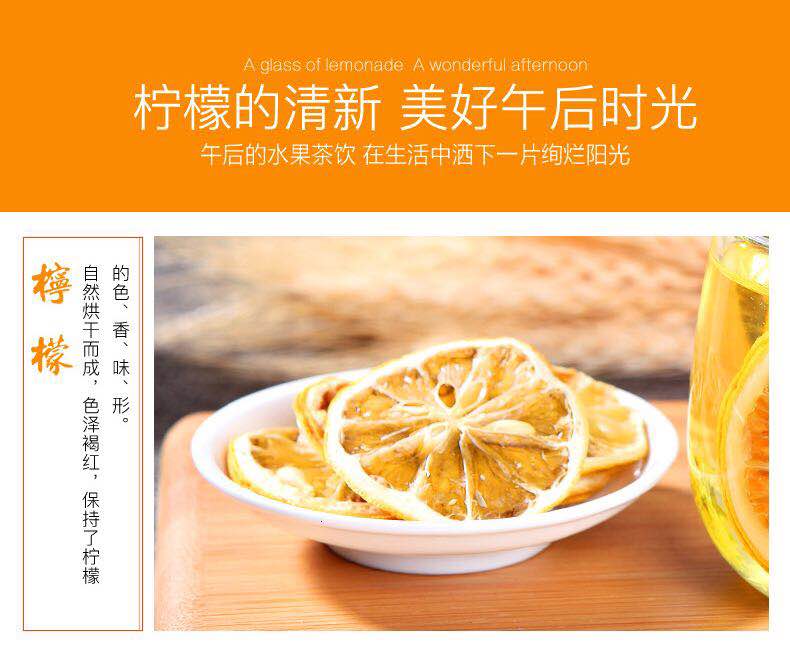 A glass of lemonade A wonderful afternoon
柠檬的清新 美好午后时光
午后的水果茶饮 在生活中洒下一片绚烂阳光
檸檬
自然烘干而成，色泽褐红，保持了柠檬
的色、香、味、形。